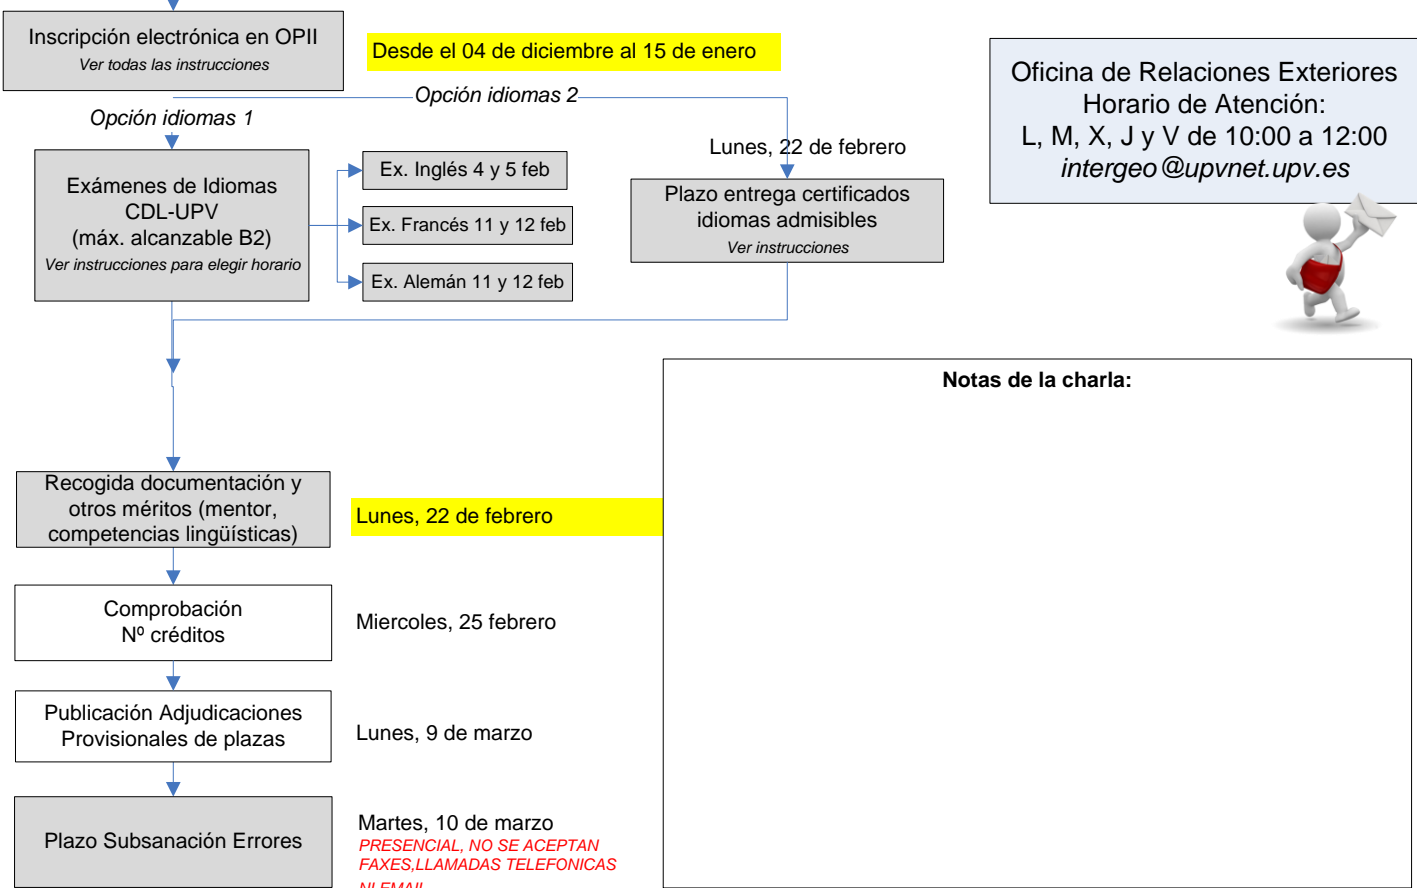 Inscripción electrónica en OPII
Ver todas las instrucciones
Desde el 04 de diciembre al 15 de enero
Oficina de Relaciones Exteriores
Horario de Atención:
L, M, X, J y V de 10:00 a 12:00
intergeo@upvnet.upv.es
Opción idiomas 2
Opción idiomas 1
Exámenes de Idiomas
CDL-UPV
(máx. alcanzable B2)
Ver instrucciones para elegir horario
Ex. Inglés 4 y 5 feb
Ex. Francés 11 y 12 feb
Ex. Alemán 11 y 12 feb
Lunes, 22 de febrero
Plazo entrega certificados
idiomas admisibles
Ver instrucciones
Notas de la charla:
Recogida documentación y
otros méritos (mentor,
competencias lingüísticas)
Lunes, 22 de febrero
Comprobación
Nº créditos
Miercoles, 25 febrero
Publicación Adjudicaciones
Provisionales de plazas
Lunes, 9 de marzo
Plazo Subsanación Errores
Martes, 10 de marzo
PRESENCIAL, NO SE ACEPTAN
FAXES,LLAMADAS TELEFONICAS
NI EMAIL